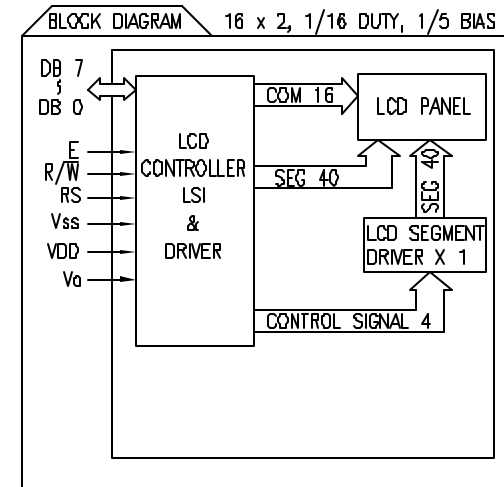 BLOCK DIAGRAM 16 x 2, 1/16 DUTY, 1/5 BIAS
DB 7
DB 0
E
R/W̅
RS
Vss
VDD
Vo
LCD
CONTROLLER
LSI
&
DRIVER
COM 16
SEG 40
CONTROL SIGNAL 4
LCD PANEL
SEG 40
LCD SEGMENT
DRIVER X 1